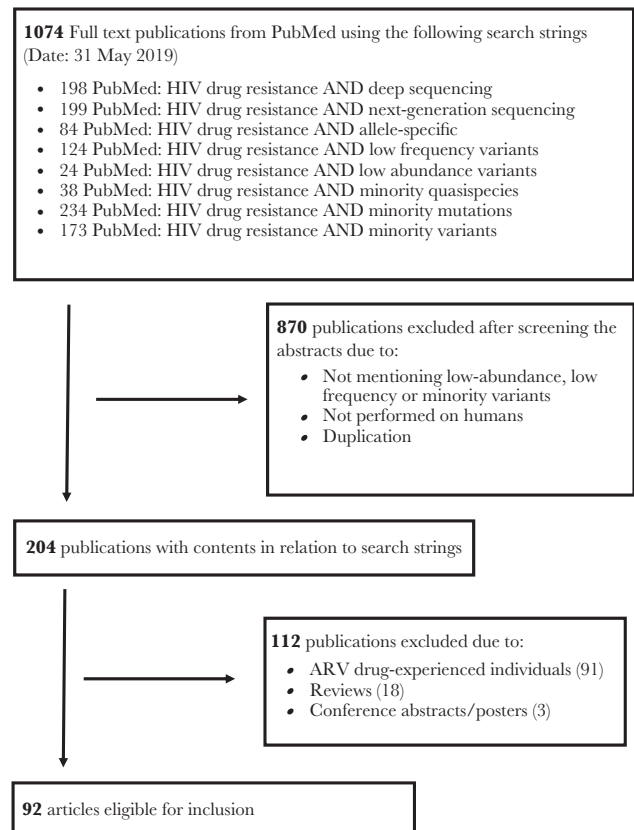 1074 Full text publications from PubMed using the following search strings
(Date: 31 May 2019)
• 198 PubMed: HIV drug resistance AND deep sequencing
• 199 PubMed: HIV drug resistance AND next-generation sequencing
• 84 PubMed: HIV drug resistance AND allele-specific
• 124 PubMed: HIV drug resistance AND low frequency variants
• 24 PubMed: HIV drug resistance AND low abundance variants
• 38 PubMed: HIV drug resistance AND minority quasispecies
• 234 PubMed: HIV drug resistance AND minority mutations
• 173 PubMed: HIV drug resistance AND minority variants
870 publications excluded after screening the
abstracts due to:
• Not mentioning low-abundance, low
frequency or minority variants
• Not performed on humans
• Duplication
204 publications with contents in relation to search strings
112 publications excluded due to:
• ARV drug-experienced individuals (91)
• Reviews (18)
• Conference abstracts/posters (3)
92 articles eligible for inclusion